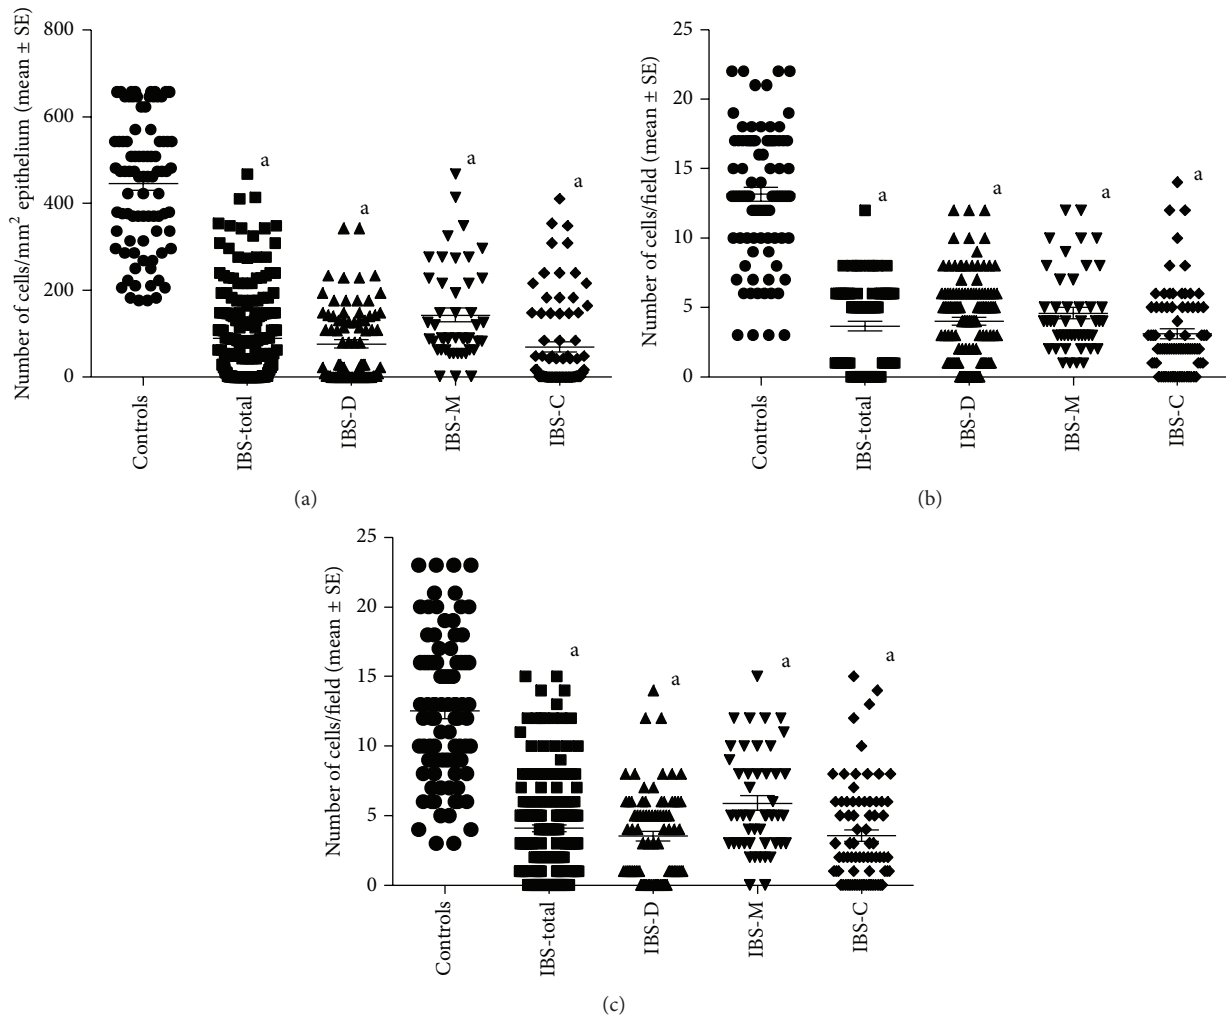 Number of cells/mm² epithelium (mean ± SE)
800
600
400
200
0
a
a
a
a
Controls
IBS-total
IBS-D
IBS-M
IBS-C
(a)
Number of cells/field (mean ± SE)
25
20
15
10
5
0
a
a
a
a
Controls
IBS-total
IBS-D
IBS-M
IBS-C
(b)
Number of cells/field (mean ± SE)
25
20
15
10
5
0
a
a
a
a
Controls
IBS-total
IBS-D
IBS-M
IBS-C
(c)